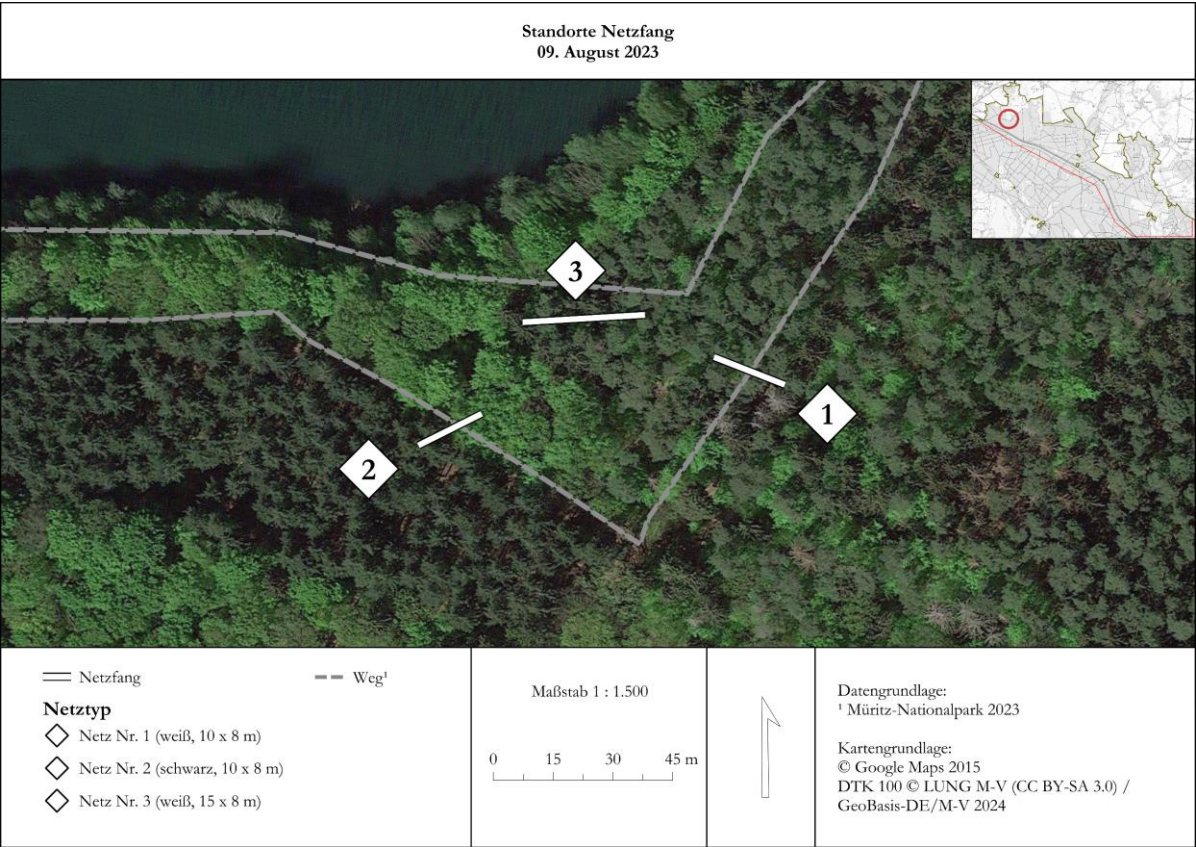 Standorte Netzfang
09. August 2023
3
1
2
Netzfang
Weg¹
Netztyp
Netz Nr. 1 (weiß, 10 x 8 m)
Netz Nr. 2 (schwarz, 10 x 8 m)
Netz Nr. 3 (weiß, 15 x 8 m)
Maßstab 1 : 1.500
0 15 30 45 m
Datengrundlage:
¹ Müritz-Nationalpark 2023
Kartengrundlage:
© Google Maps 2015
DTK 100 © LUNG M-V (CC BY-SA 3.0) /
GeoBasis-DE/M-V 2024